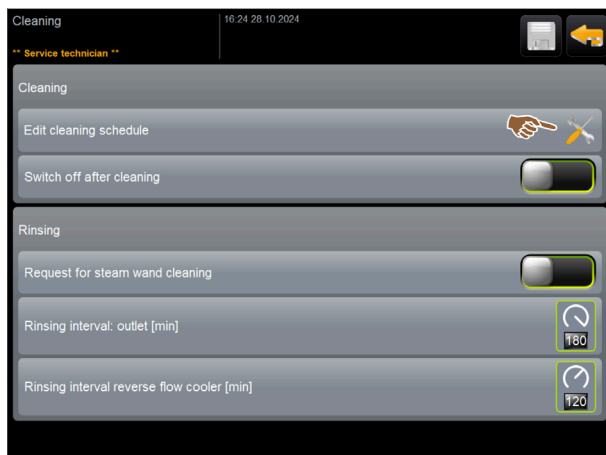 Cleaning
16:24 28.10.2024
** Service technician **
Cleaning
Edit cleaning schedule
Switch off after cleaning
Rinsing
Request for steam wand cleaning
Rinsing interval: outlet [min]
180
Rinsing interval reverse flow cooler [min]
120